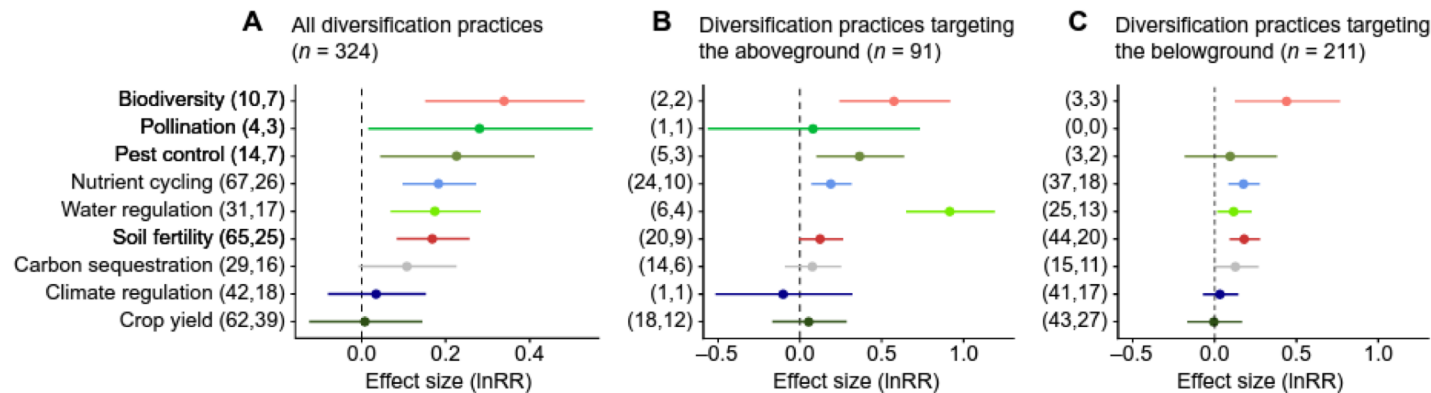 A All diversification practices
(n = 324)
Biodiversity (10,7)
Pollination (4,3)
Pest control (14,7)
Nutrient cycling (67,26)
Water regulation (31,17)
Soil fertility (65,25)
Carbon sequestration (29,16)
Climate regulation (42,18)
Crop yield (62,39)
0.0 0.2 0.4
Effect size (lnRR)
B Diversification practices targeting
the aboveground (n = 91)
(2,2)
(1,1)
(5,3)
(24,10)
(6,4)
(20,9)
(14,6)
(1,1)
(18,12)
−0.5 0.0 0.5 1.0
Effect size (lnRR)
C Diversification practices targeting
the belowground (n = 211)
(3,3)
(0,0)
(3,2)
(37,18)
(25,13)
(44,20)
(15,11)
(41,17)
(43,27)
−0.5 0.0 0.5 1.0
Effect size (lnRR)